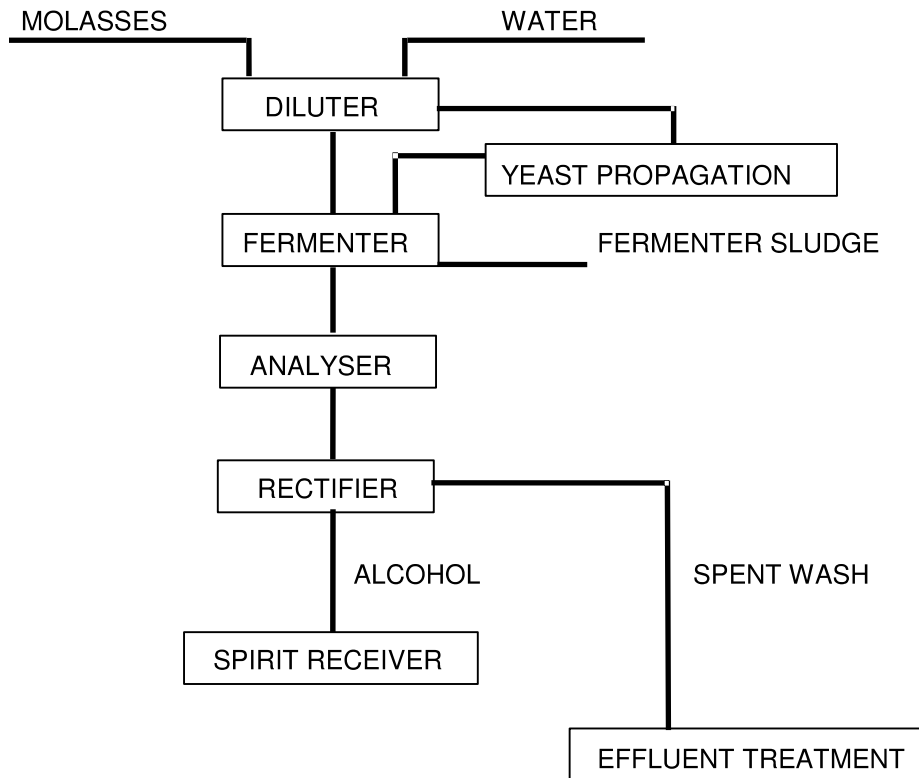 MOLASSES
WATER
DILUTER
YEAST PROPAGATION
FERMENTER
FERMENTER SLUDGE
ANALYSER
RECTIFIER
ALCOHOL
SPENT WASH
SPIRIT RECEIVER
EFFLUENT TREATMENT